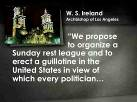 W. S. Ireland
Archbishop of Los Angeles
"We propose
to organize a
Sunday rest league and to
erect a guillotine in the
United States in view of
which every politician…